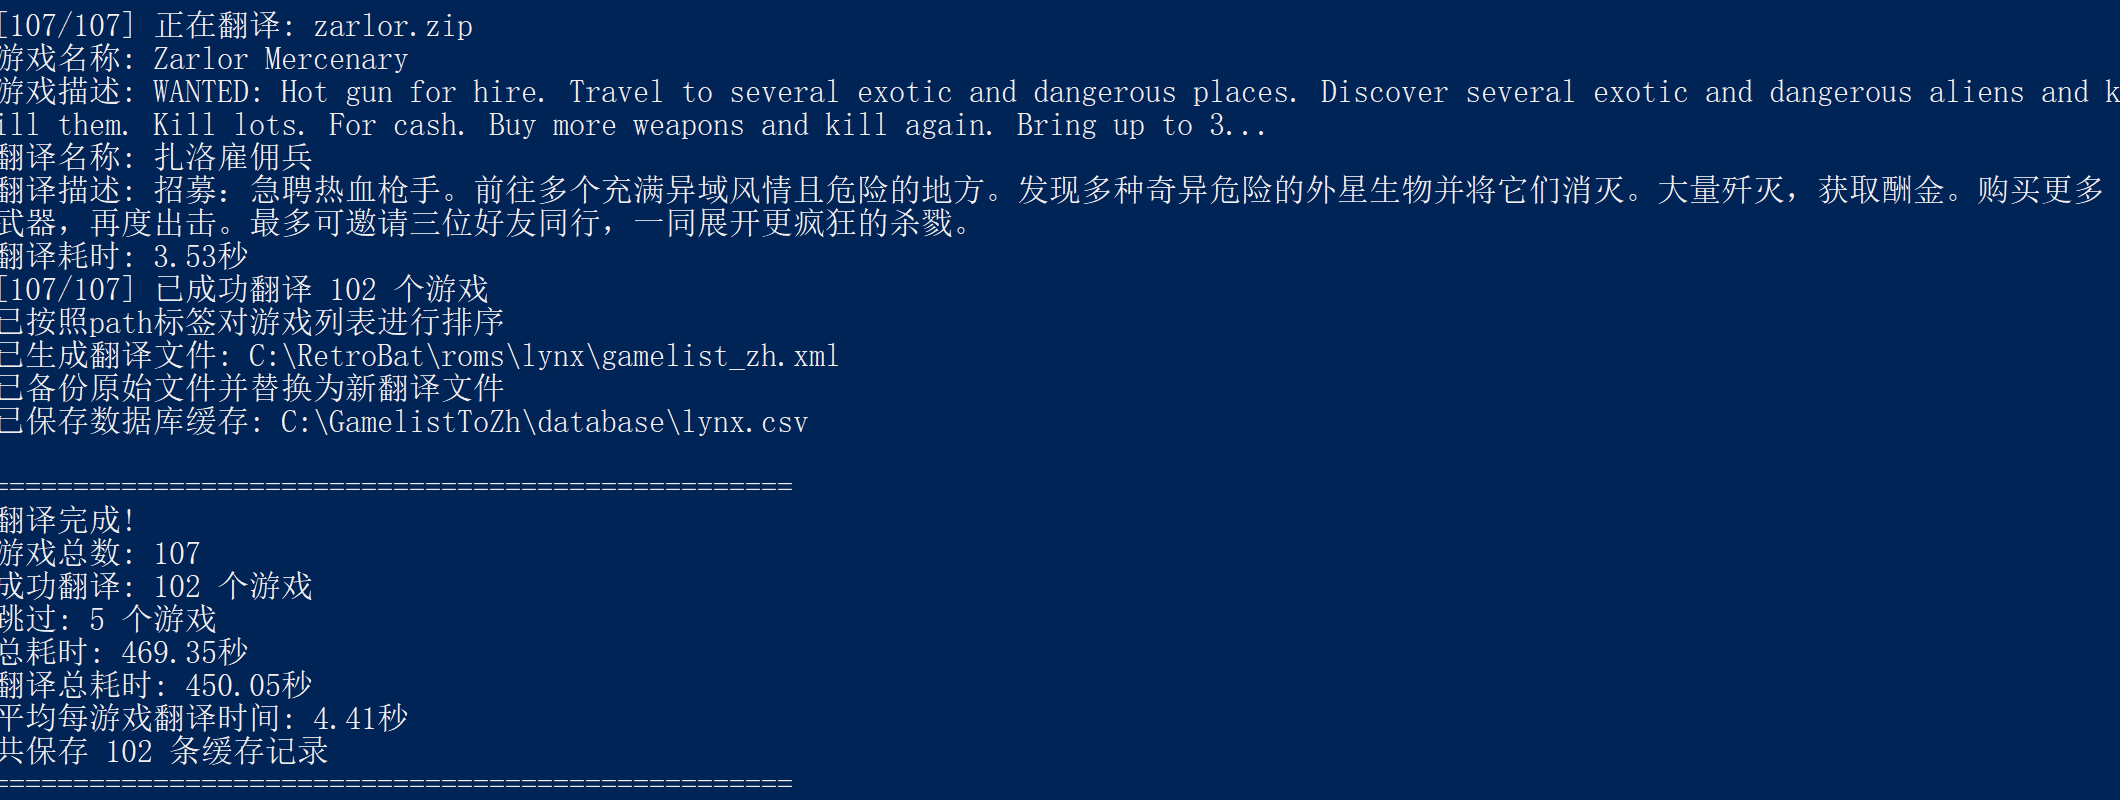 [107/107] 正在翻译: zarlor.zip
游戏名称: Zarlor Mercenary
游戏描述: WANTED: Hot gun for hire. Travel to several exotic and dangerous places. Discover several exotic and dangerous aliens and k
ill them. Kill lots. For cash. Buy more weapons and kill again. Bring up to 3...
翻译名称: 扎洛雇佣兵
翻译描述: 招募：急聘热血枪手。前往多个充满异域风情且危险的地方。发现多种奇异危险的外星生物并将它们消灭。大量歼灭，获取酬金。购买更多
武器，再度出击。最多可邀请三位好友同行，一同展开更疯狂的杀戮。
翻译耗时: 3.53秒
[107/107] 已成功翻译 102 个游戏
已按照path标签对游戏列表进行排序
已生成翻译文件: C:\RetroBat\roms\lynx\gamelist_zh.xml
已备份原始文件并替换为新翻译文件
已保存数据库缓存: C:\GamelistToZh\database\lynx.csv
==================================================
翻译完成!
游戏总数: 107
成功翻译: 102 个游戏
跳过: 5 个游戏
总耗时: 469.35秒
翻译总耗时: 450.05秒
平均每游戏翻译时间: 4.41秒
共保存 102 条缓存记录
==================================================